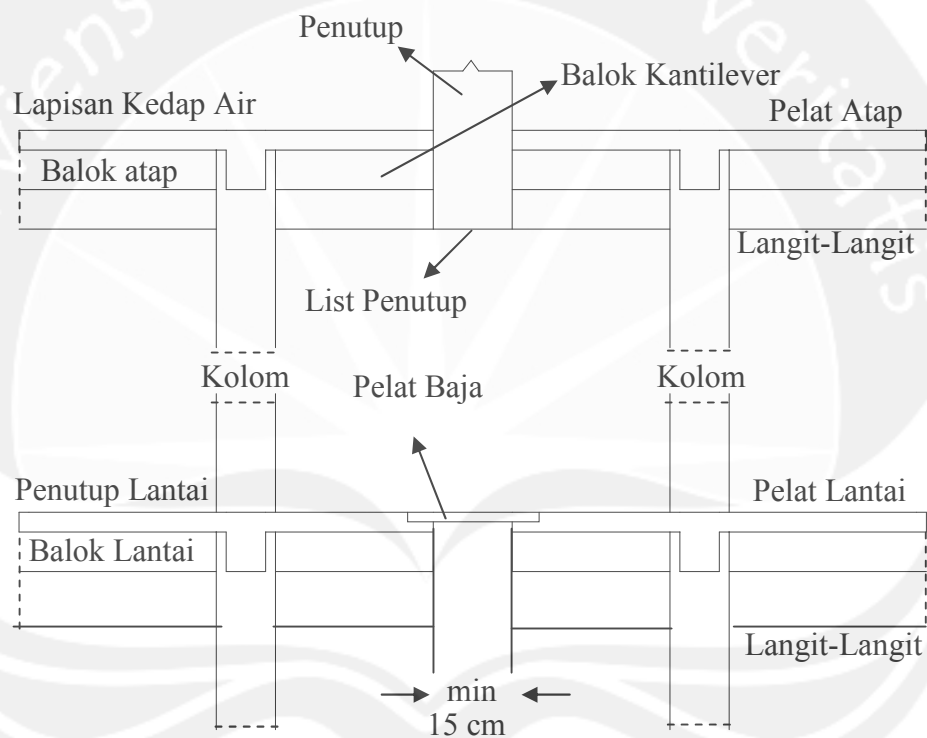 Penutup
Balok Kantilever
Lapisan Kedap Air
Pelat Atap
Balok atap
Langit-Langit
List Penutup
Kolom
Pelat Baja
Kolom
Penutup Lantai
Pelat Lantai
Balok Lantai
Langit-Langit
min
15 cm
veritatis